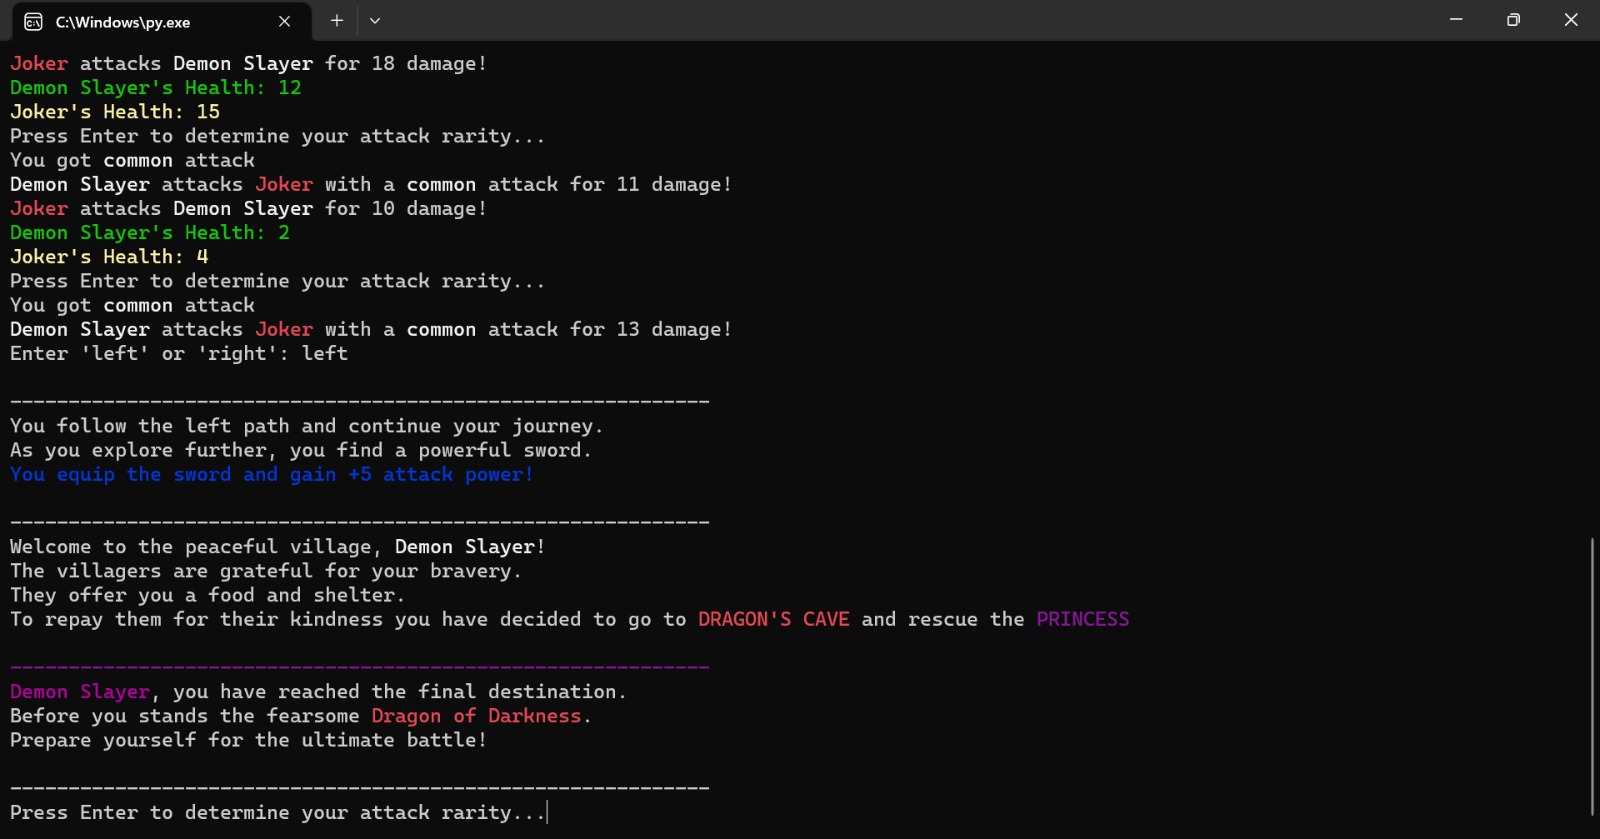 C:\Windows\py.exe
Joker attacks Demon Slayer for 18 damage!
Demon Slayer's Health: 12
Joker's Health: 15
Press Enter to determine your attack rarity...
You got common attack
Demon Slayer attacks Joker with a common attack for 11 damage!
Joker attacks Demon Slayer for 10 damage!
Demon Slayer's Health: 2
Joker's Health: 4
Press Enter to determine your attack rarity...
You got common attack
Demon Slayer attacks Joker with a common attack for 13 damage!
Enter 'left' or 'right': left
____________________________________________________________
You follow the left path and continue your journey.
As you explore further, you find a powerful sword.
You equip the sword and gain +5 attack power!
____________________________________________________________
Welcome to the peaceful village, Demon Slayer!
The villagers are grateful for your bravery.
They offer you a food and shelter.
To repay them for their kindness you have decided to go to DRAGON'S CAVE and rescue the PRINCESS
____________________________________________________________
Demon Slayer, you have reached the final destination.
Before you stands the fearsome Dragon of Darkness.
Prepare yourself for the ultimate battle!
____________________________________________________________
Press Enter to determine your attack rarity...